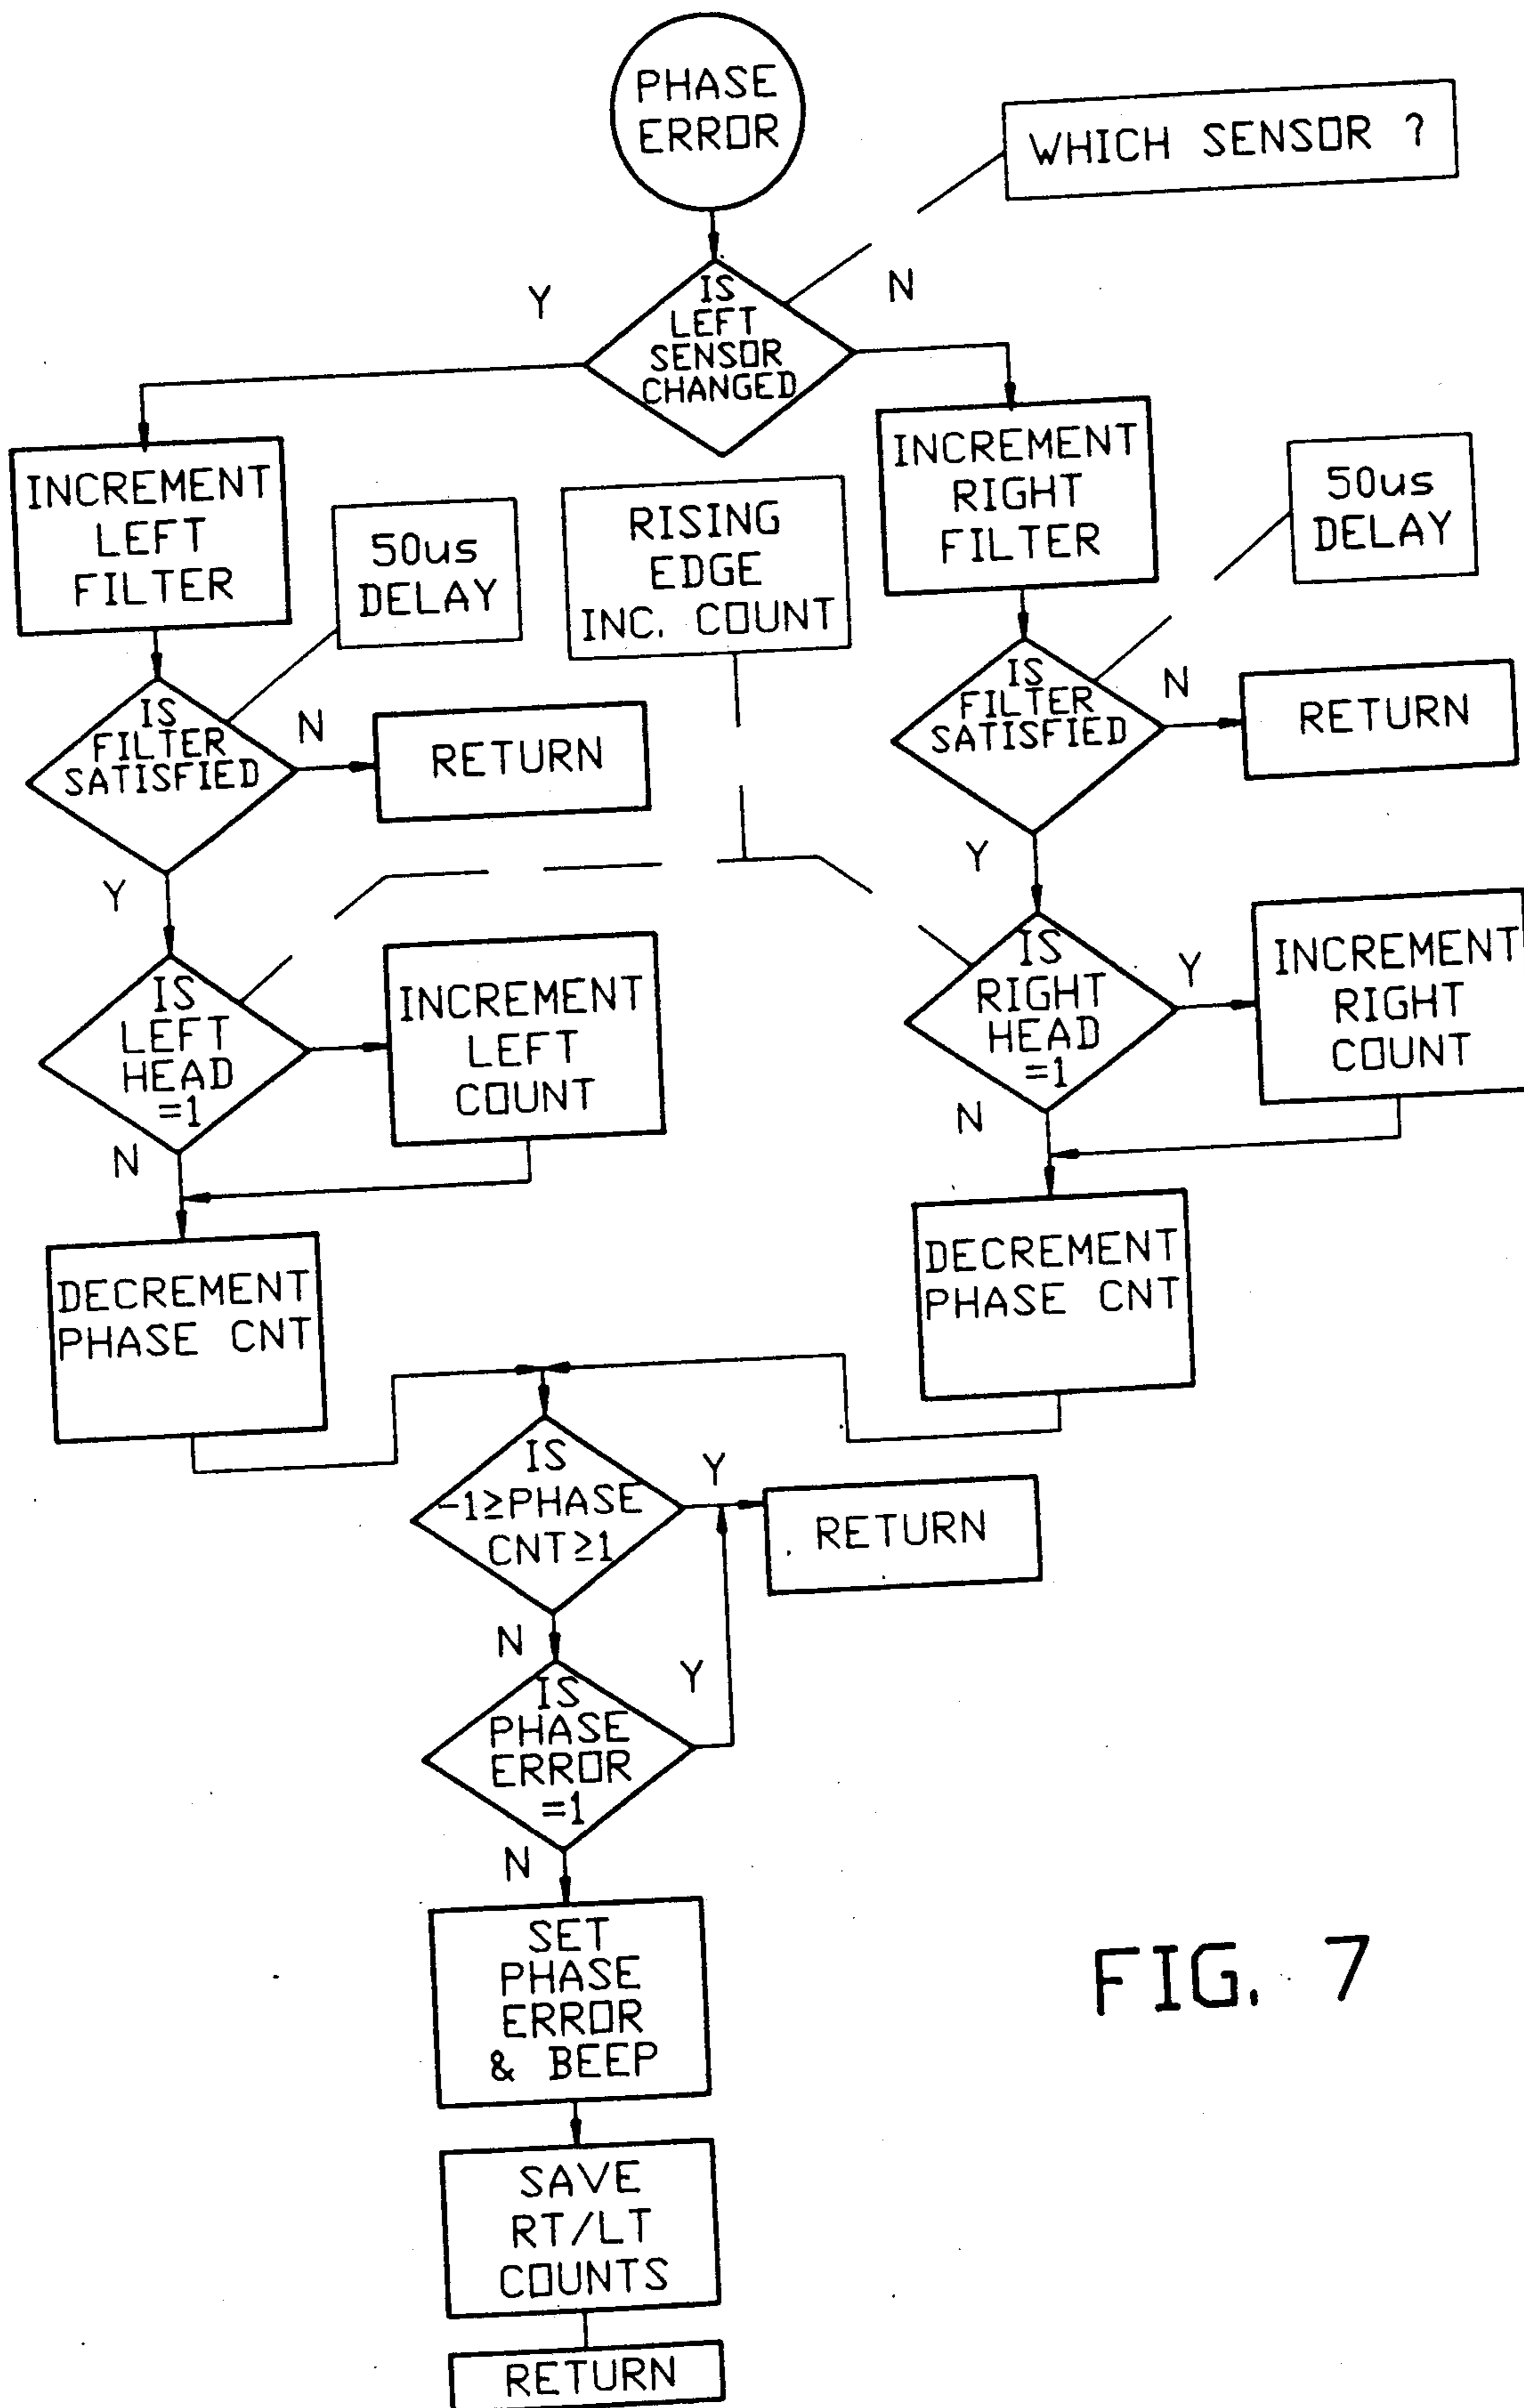 PHASE
ERROR
WHICH SENSOR ?
Y
N
IS
LEFT
SENSOR
CHANGED
INCREMENT
LEFT
FILTER
50us
DELAY
RISING
EDGE
INC. COUNT
INCREMENT
RIGHT
FILTER
50us
DELAY
IS
FILTER
SATISFIED
N
RETURN
IS
FILTER
SATISFIED
N
RETURN
Y
Y
IS
LEFT
HEAD
=1
INCREMENT
LEFT
COUNT
N
IS
RIGHT
HEAD
=1
Y
INCREMENT
RIGHT
COUNT
N
DECREMENT
PHASE CNT
DECREMENT
PHASE CNT
IS
-1≥PHASE
CNT≥1
Y
RETURN
N
IS
PHASE
ERROR
=1
Y
N
SET
PHASE
ERROR
& BEEP
SAVE
RT/LT
COUNTS
RETURN
FIG. 7